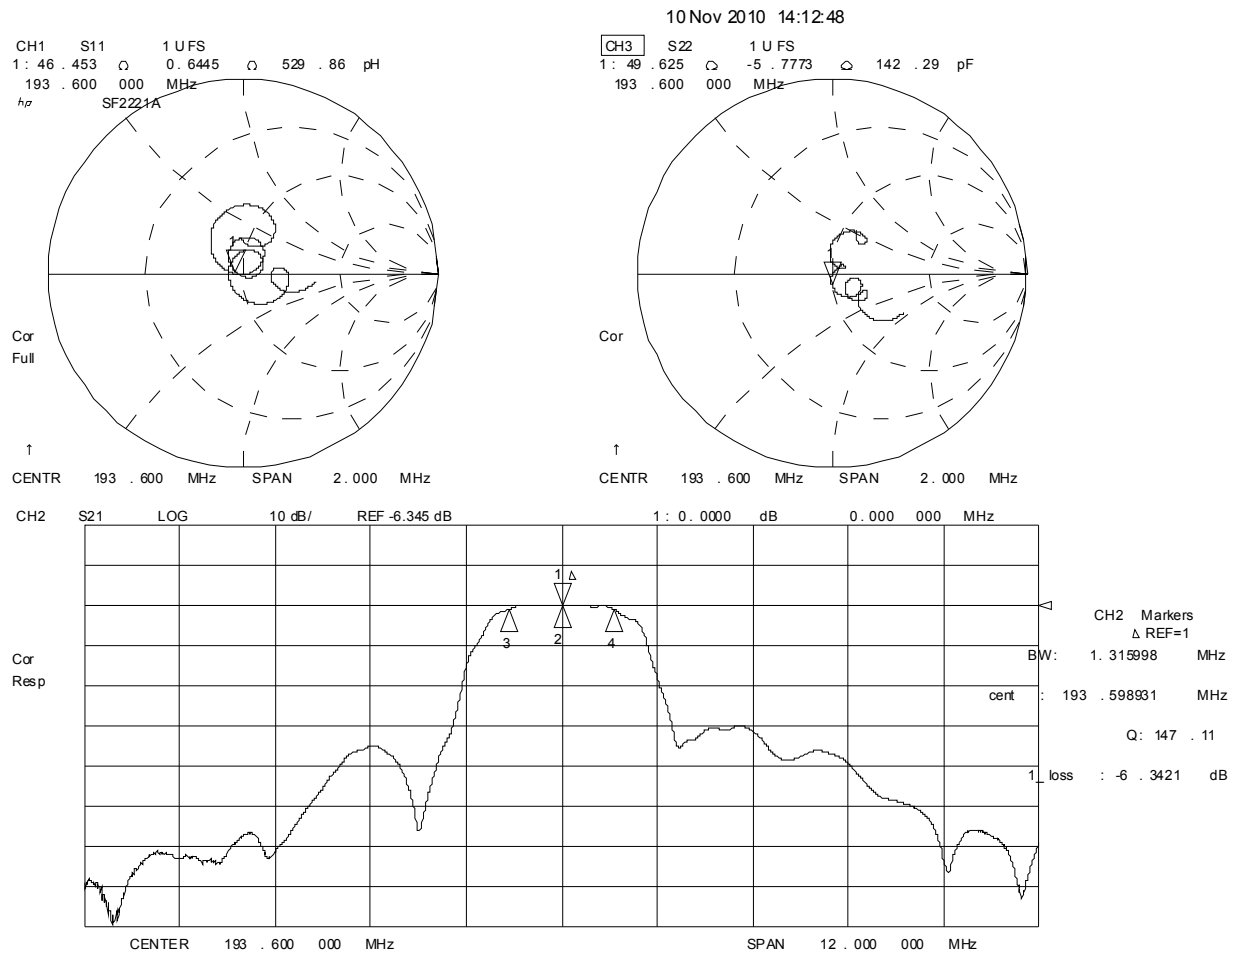 10 Nov 2010 14:12:48
CH1 S11 1 U FS
1: 46 . 453 Ω 0. 6445 Ω 529 . 86 pH
193 . 600 000 MHz
hp SF2221A
Cor
Full
↑
CENTR 193 . 600 MHz SPAN 2. 000 MHz
CH3 S22 1 U FS
1: 49 . 625 Ω -5 . 7773 Ω 142 . 29 pF
193 . 600 000 MHz
Cor
↑
CENTR 193 . 600 MHz SPAN 2. 000 MHz
CH2 S21 LOG 10 dB/ REF -6.345 dB 1: 0. 0000 dB 0. 000 000 MHz
1 Δ
3 2 4
Cor
Resp
CH2 Markers
Δ REF=1
BW: 1. 315998 MHz
cent : 193 . 598931 MHz
Q: 147 . 11
1_ loss : -6 . 3421 dB
CENTER 193 . 600 000 MHz SPAN 12 . 000 000 MHz